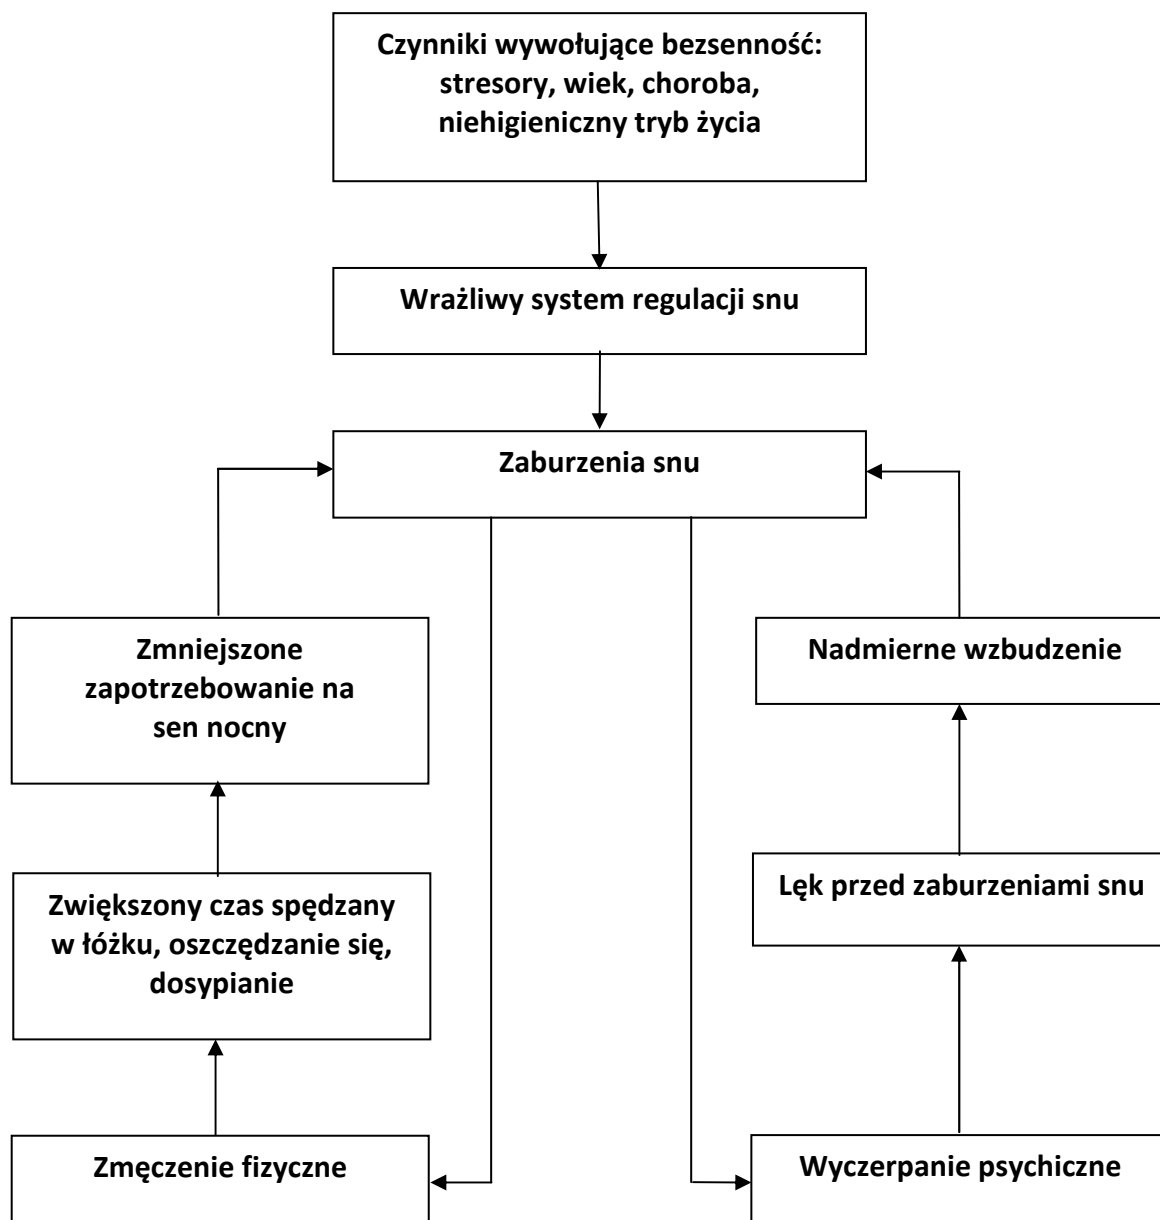 Czynniki wywołujące bezsenność:
stresory, wiek, choroba,
niehigieniczny tryb życia
Wrażliwy system regulacji snu
Zaburzenia snu
Zmniejszone
zapotrzebowanie na
sen nocny
Nadmierne wzbudzenie
Zwiększony czas spędzany
w łóżku, oszczędzanie się,
dosypianie
Lęk przed zaburzeniami snu
Zmęczenie fizyczne
Wyczerpanie psychiczne